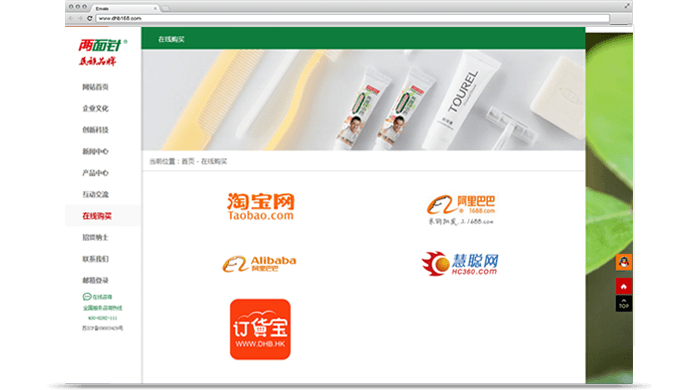 Emwis
www.dhb168.com
两面针®
民族品牌
网站首页
企业文化
创新科技
新闻中心
产品中心
互动交流
在线购买
招贤纳士
联系我们
邮箱登录
在线咨询
全国服务咨询热线
在线购买
TOUREL
当前位置：首页 - 在线购买
淘宝网
Taobao.com
阿里巴巴
1688.com
来购批发 上1688.com
Alibaba
阿里巴巴
慧聪网
HC360.com
订货宝
WWW.DHB.HK
TOP